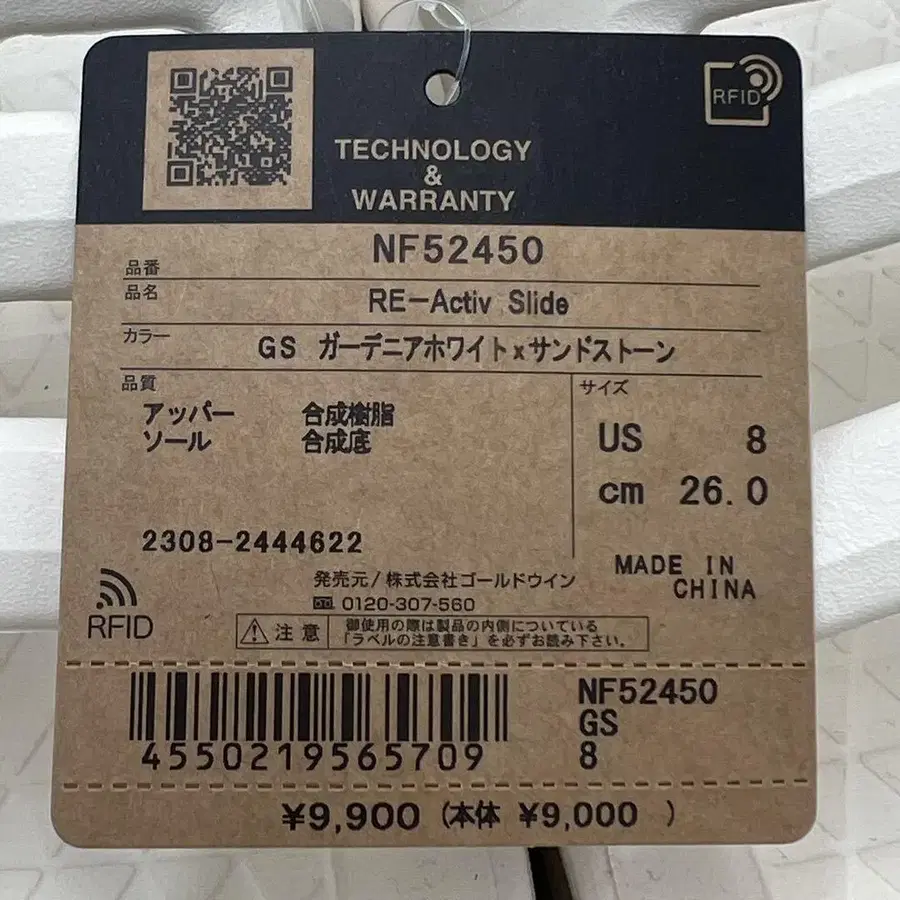 RFID
TECHNOLOGY
&
WARRANTY
品番 NF52450
品名 RE-Activ Slide
カラー GS ガーデニアホワイトxサンドストーン
品質
アッパー 合成樹脂
ソール 合成底
サイズ
US 8
cm 26.0
2308-2444622
MADE IN
CHINA
発売元/株式会社ゴールドウイン
0120-307-560
RFID
注意
御使用の際は製品の内側についている
「ラベルの注意書き」を必ずお読み下さい。
4550219565709
NF52450
GS
8
¥9,900 (本体 ¥9,000 )